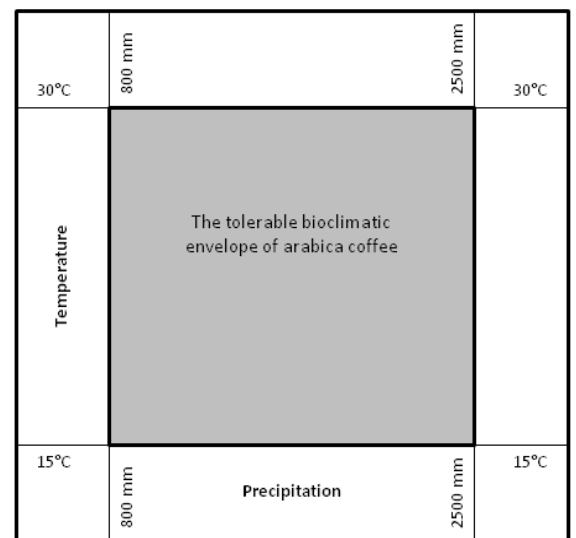 800 mm
2500 mm
30°C
30°C
The tolerable bioclimatic
envelope of arabica coffee
Temperature
15°C
15°C
800 mm
Precipitation
2500 mm